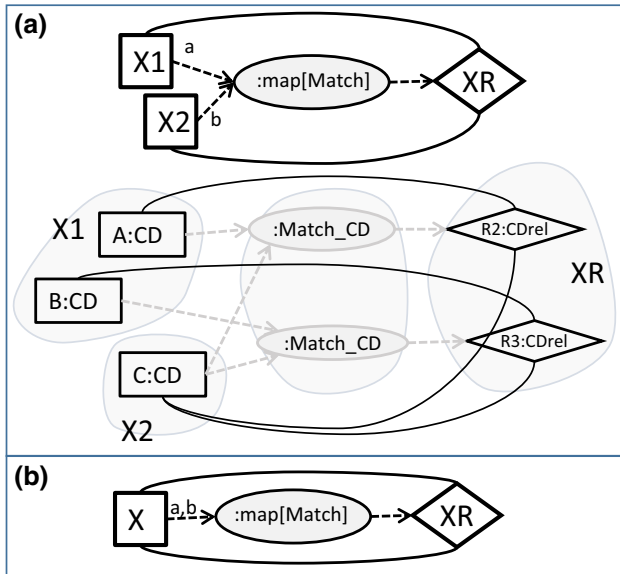 (a)
X1
a
:map[Match]
XR
X2
b
X1
A:CD
:Match_CD
R2:CDrel
XR
B:CD
:Match_CD
R3:CDrel
C:CD
X2
(b)
X
a,b
:map[Match]
XR